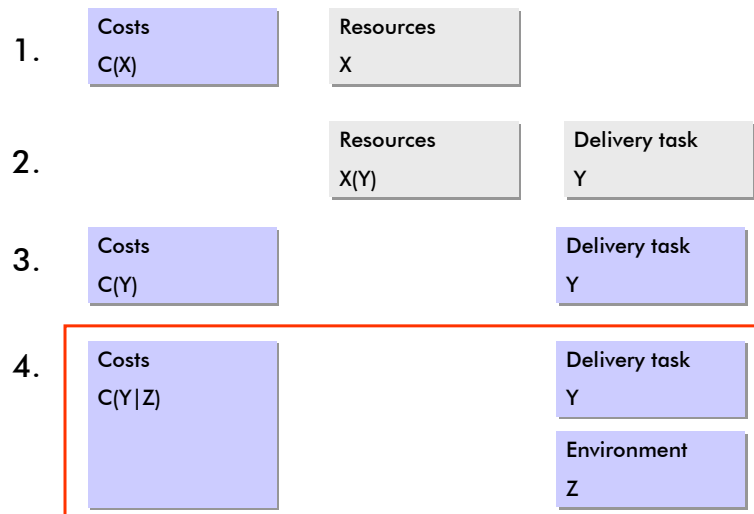 1.
Costs
C(X)
Resources
X
2.
Resources
X(Y)
Delivery task
Y
3.
Costs
C(Y)
Delivery task
Y
4.
Costs
C(Y|Z)
Delivery task
Y
Environment
Z